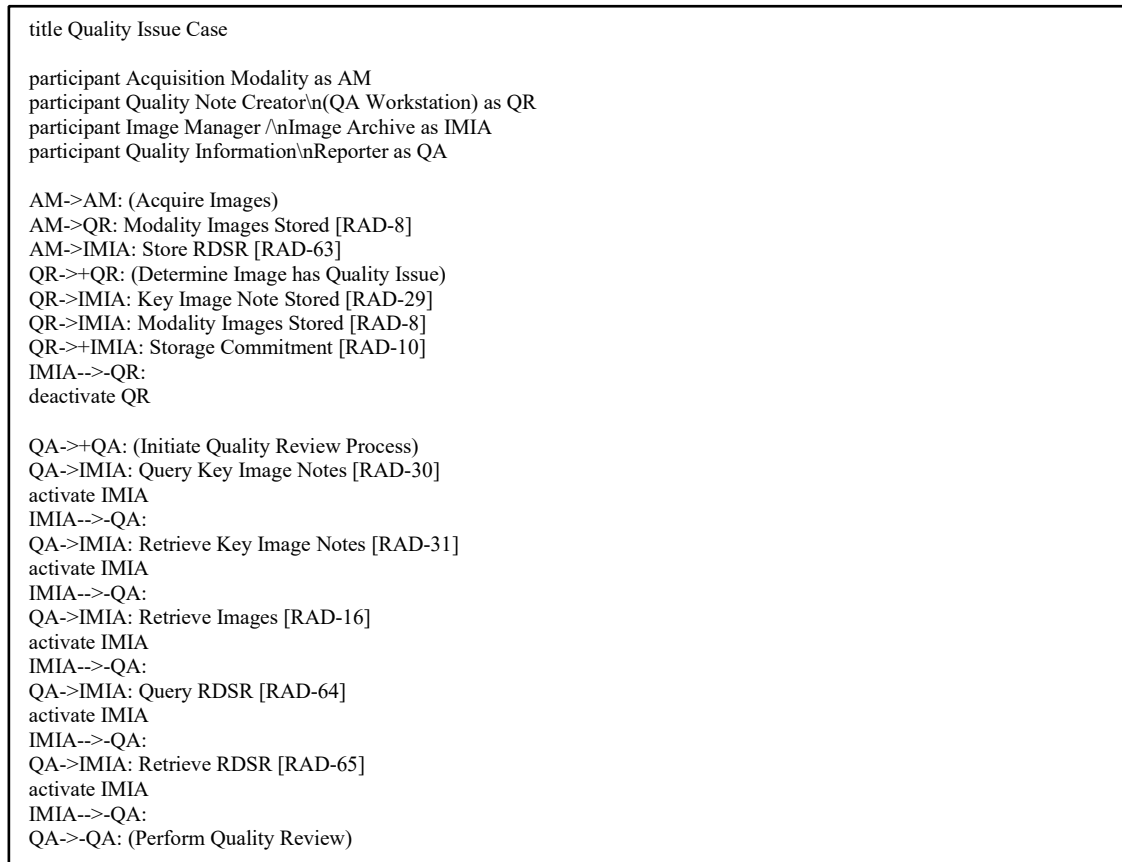 title Quality Issue Case
participant Acquisition Modality as AM
participant Quality Note Creator\n(QA Workstation) as QR
participant Image Manager /\nImage Archive as IMIA
participant Quality Information\nReporter as QA
AM->AM: (Acquire Images)
AM->QR: Modality Images Stored [RAD-8]
AM->IMIA: Store RDSR [RAD-63]
QR->+QR: (Determine Image has Quality Issue)
QR->IMIA: Key Image Note Stored [RAD-29]
QR->IMIA: Modality Images Stored [RAD-8]
QR->+IMIA: Storage Commitment [RAD-10]
IMIA-->-QR:
deactivate QR
QA->+QA: (Initiate Quality Review Process)
QA->IMIA: Query Key Image Notes [RAD-30]
activate IMIA
IMIA-->-QA:
QA->IMIA: Retrieve Key Image Notes [RAD-31]
activate IMIA
IMIA-->-QA:
QA->IMIA: Retrieve Images [RAD-16]
activate IMIA
IMIA-->-QA:
QA->IMIA: Query RDSR [RAD-64]
activate IMIA
IMIA-->-QA:
QA->IMIA: Retrieve RDSR [RAD-65]
activate IMIA
IMIA-->-QA:
QA->-QA: (Perform Quality Review)